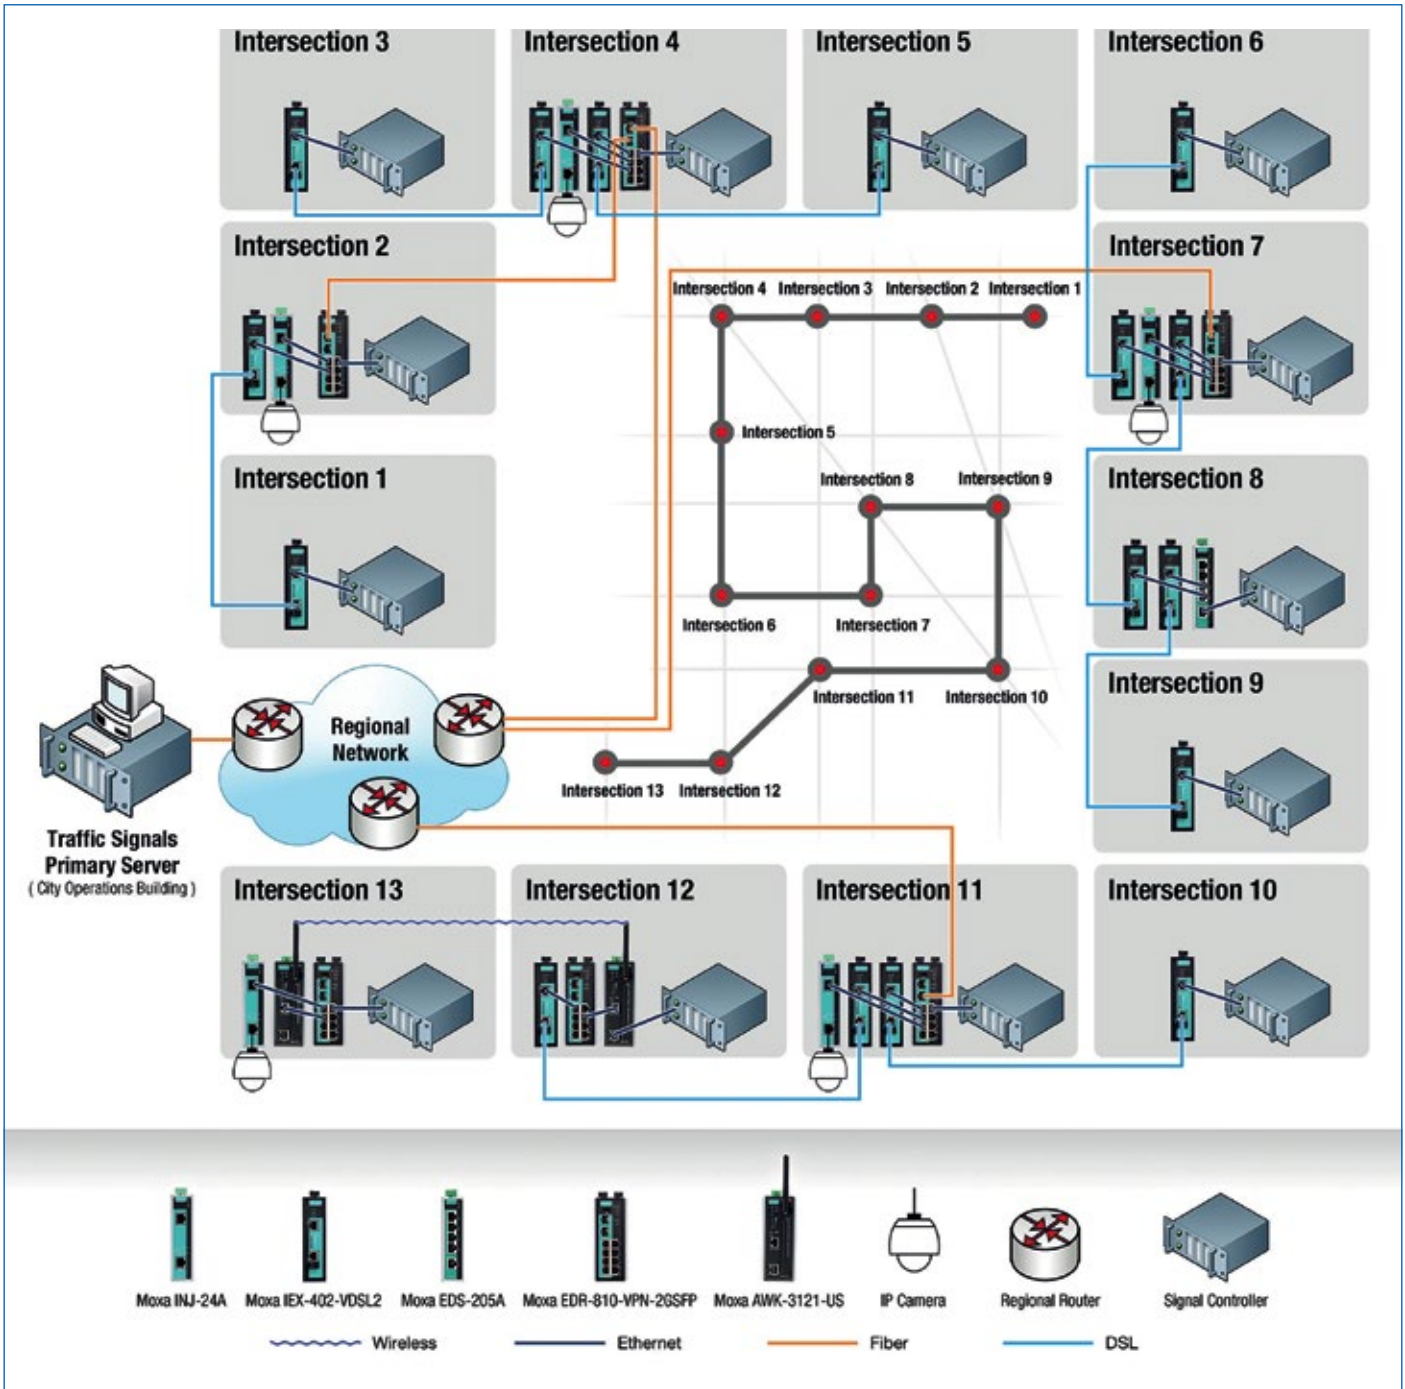 Intersection 3
Intersection 4
Intersection 5
Intersection 6
Intersection 2
Intersection 7
Intersection 4
Intersection 3
Intersection 2
Intersection 1
Intersection 5
Intersection 1
Intersection 8
Intersection 8
Intersection 9
Intersection 6
Intersection 7
Intersection 9
Intersection 11
Intersection 10
Regional
Network
Intersection 13
Intersection 12
Traffic Signals
Primary Server
( City Operations Building )
Intersection 13
Intersection 12
Intersection 11
Intersection 10
Moxa INJ-24A
Moxa IEX-402-VDSL2
Moxa EDS-205A
Moxa EDR-810-VPN-2GSFP
Moxa AWK-3121-US
IP Camera
Regional Router
Signal Controller
Wireless
Ethernet
Fiber
DSL